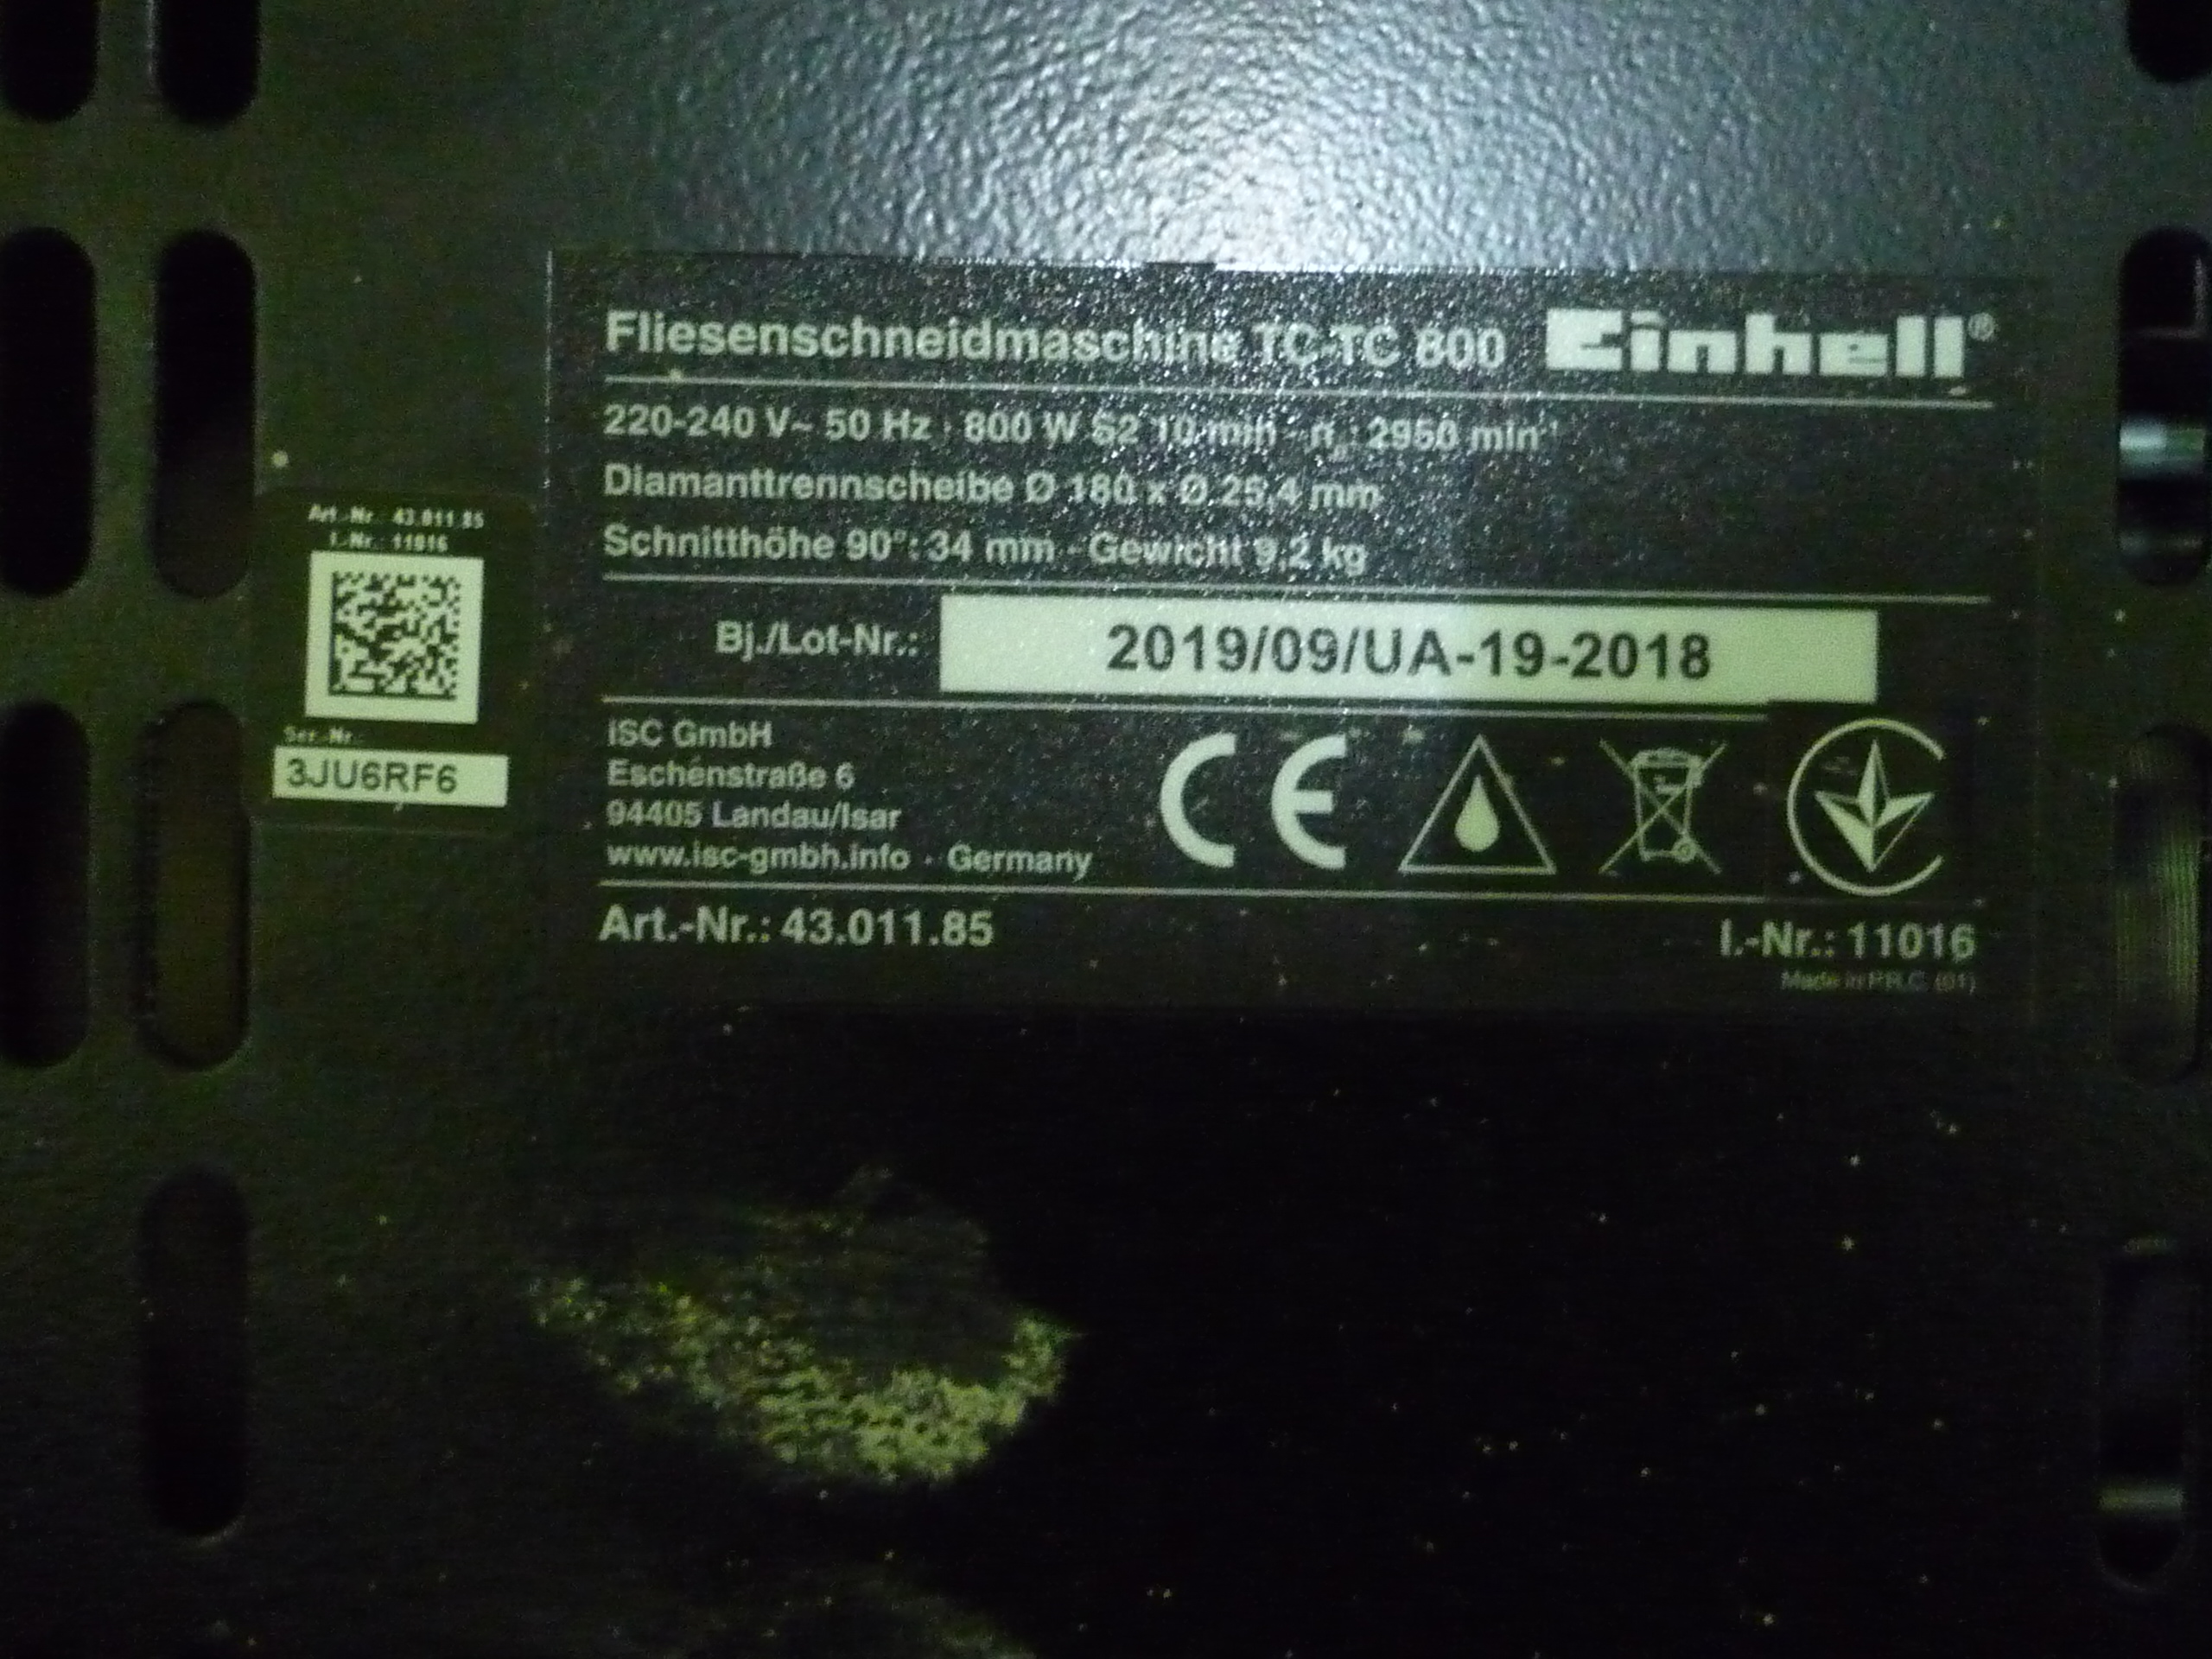 Fliesenschneidmaschine TC-TC 800 Einhell®
220-240 V~ 50 Hz · 800 W S2 10 min · n₀: 2950 min⁻¹
Diamanttrennscheibe Ø 180 x Ø 25,4 mm
Schnitthöhe 90°: 34 mm · Gewicht 9,2 kg
Bj./Lot-Nr.: 2019/09/UA-19-2018
ISC GmbH
Eschenstraße 6
94405 Landau/Isar
www.isc-gmbh.info · Germany
CE
Art.-Nr.: 43.011.85 I.-Nr.: 11016
Made in P.R.C. (01)
Art.-Nr.: 43.011.85
I.-Nr.: 11016
Ser.-Nr.:
3JU6RF6